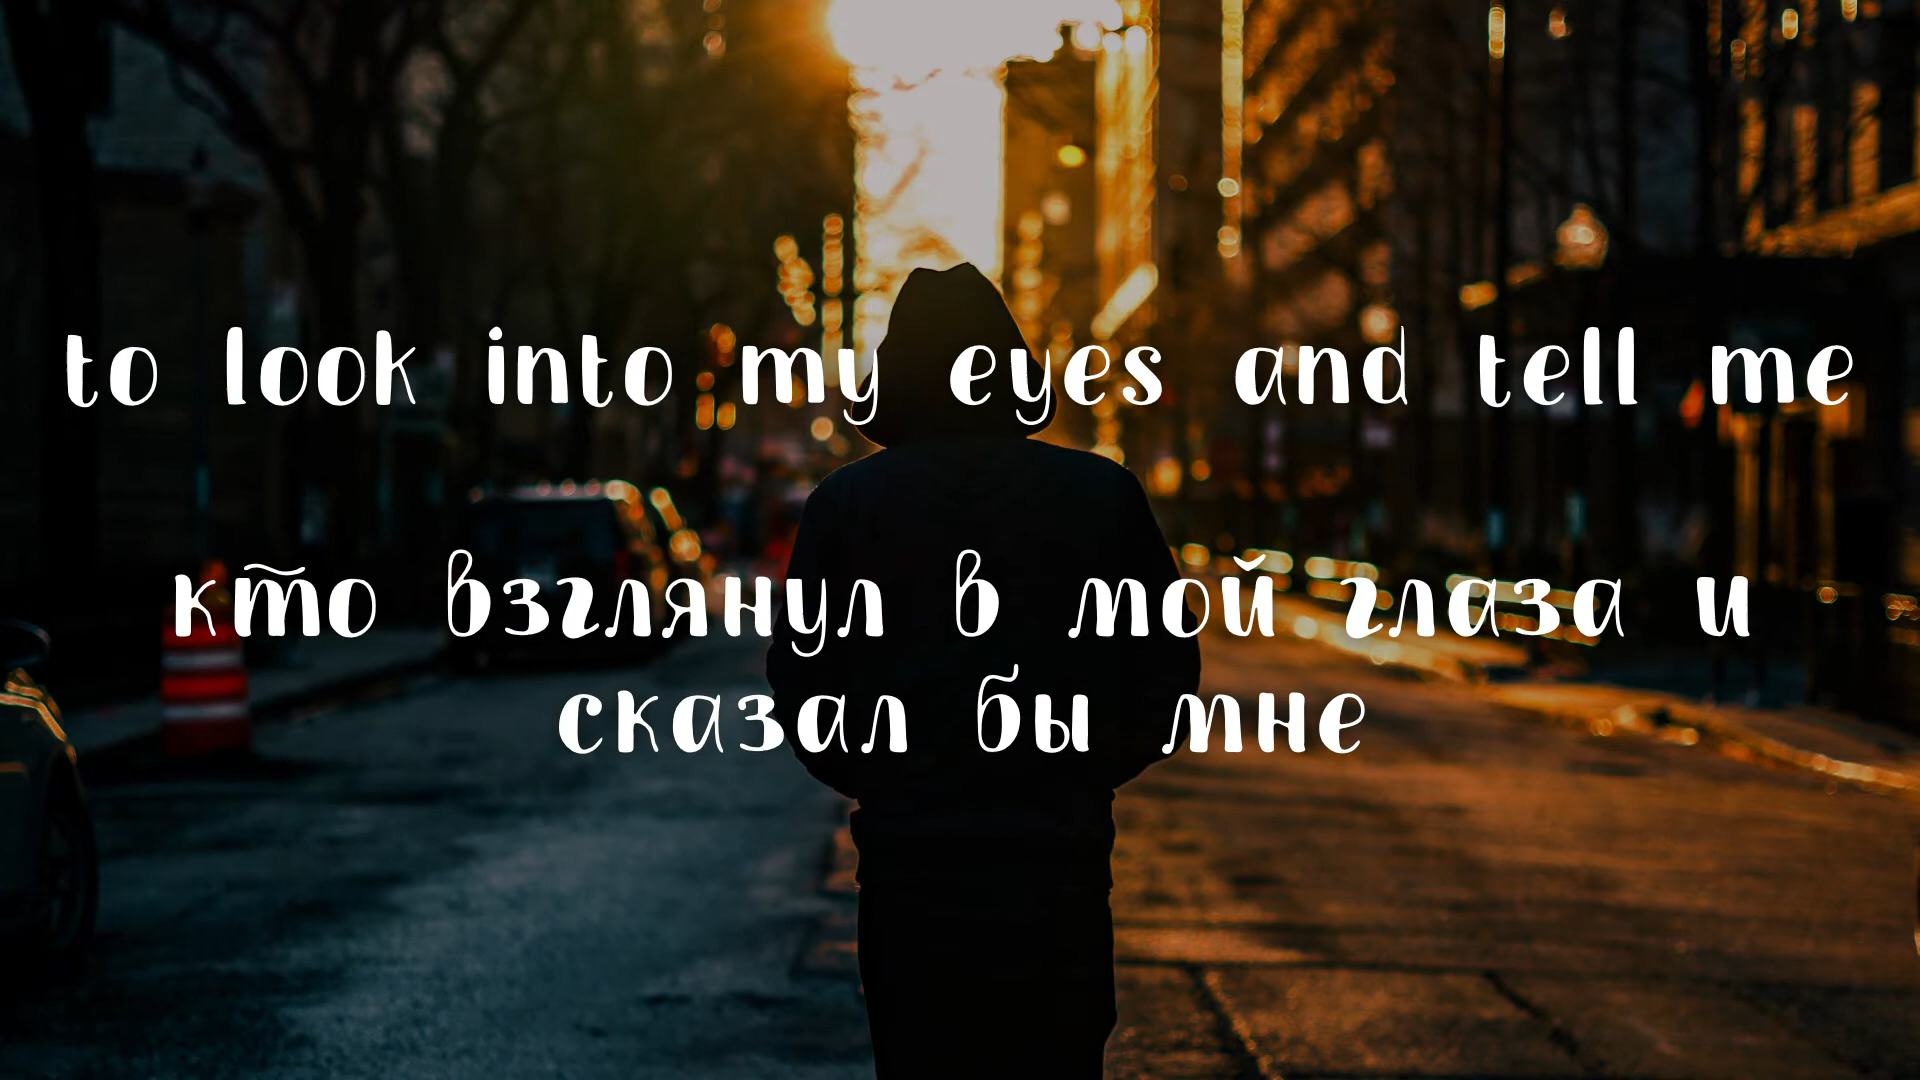 to look into my eyes and tell me
кто взглянул в мой глаза и
сказал бы мне